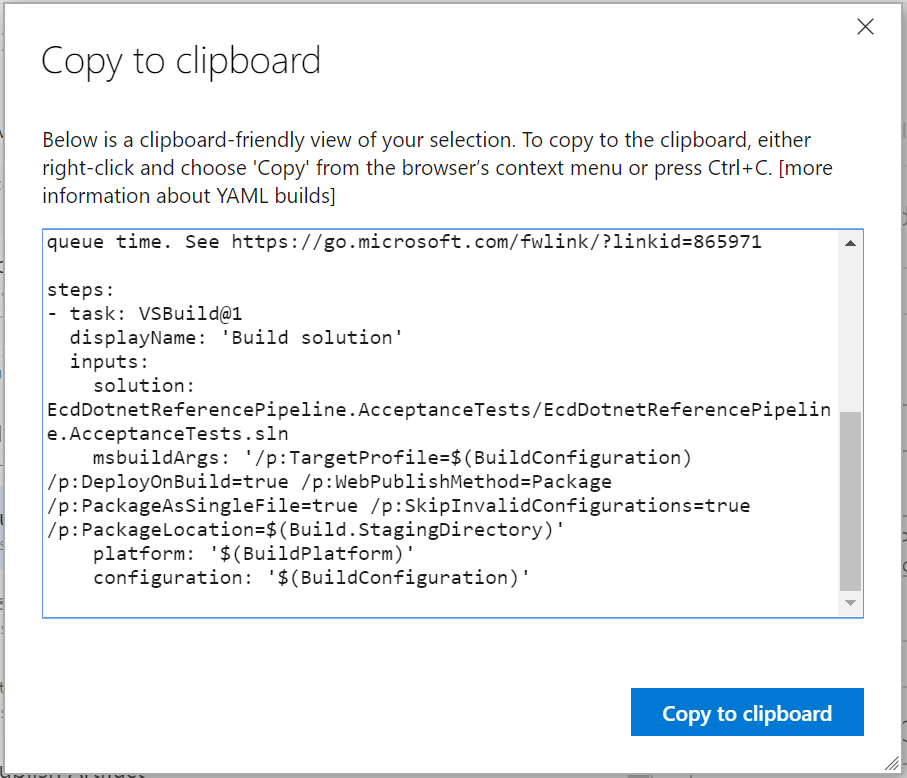 Copy to clipboard
Below is a clipboard-friendly view of your selection. To copy to the clipboard, either
right-click and choose 'Copy' from the browser’s context menu or press Ctrl+C. [more
information about YAML builds]
queue time. See https://go.microsoft.com/fwlink/?linkid=865971
steps:
- task: VSBuild@1
  displayName: 'Build solution'
  inputs:
    solution:
EcdDotnetReferencePipeline.AcceptanceTests/EcdDotnetReferencePipelin
e.AcceptanceTests.sln
    msbuildArgs: '/p:TargetProfile=$(BuildConfiguration)
/p:DeployOnBuild=true /p:WebPublishMethod=Package
/p:PackageAsSingleFile=true /p:SkipInvalidConfigurations=true
/p:PackageLocation=$(Build.StagingDirectory)'
    platform: '$(BuildPlatform)'
    configuration: '$(BuildConfiguration)'
Copy to clipboard